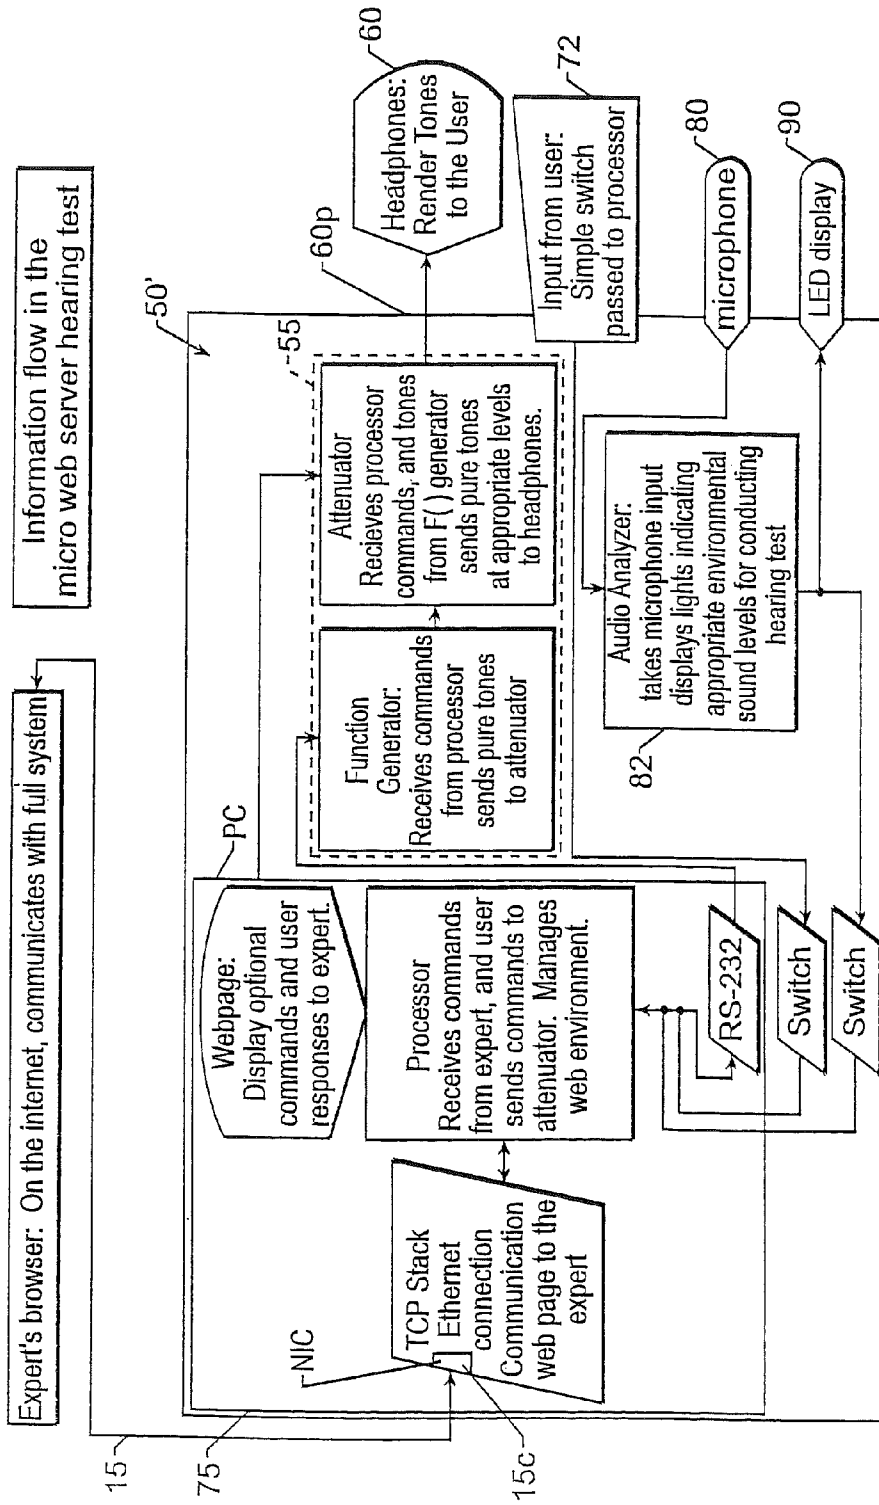 Expert's browser: On the internet, communicates with full system
Information flow in the
micro web server hearing test
15
75
NIC
15c
PC
50'
55
60p
60
72
80
90
82
TCP Stack
Ethernet
connection
Communication
web page to the
expert
Webpage:
Display optional
commands and user
responses to expert.
Processor
Receives commands
from expert, and user
sends commands to
attenuator. Manages
web environment.
RS-232
Switch
Switch
Function
Generator:
Receives commands
from processor
sends pure tones
to attenuator
Attenuator
Recieves processor
commands, and tones
from F( ) generator
sends pure tones
at appropriate levels
to headphones.
Headphones:
Render Tones
to the User
Input from user:
Simple switch
passed to processor
Audio Analyzer:
takes microphone input
displays lights indicating
appropriate environmental
sound levels for conducting
hearing test
microphone
LED display